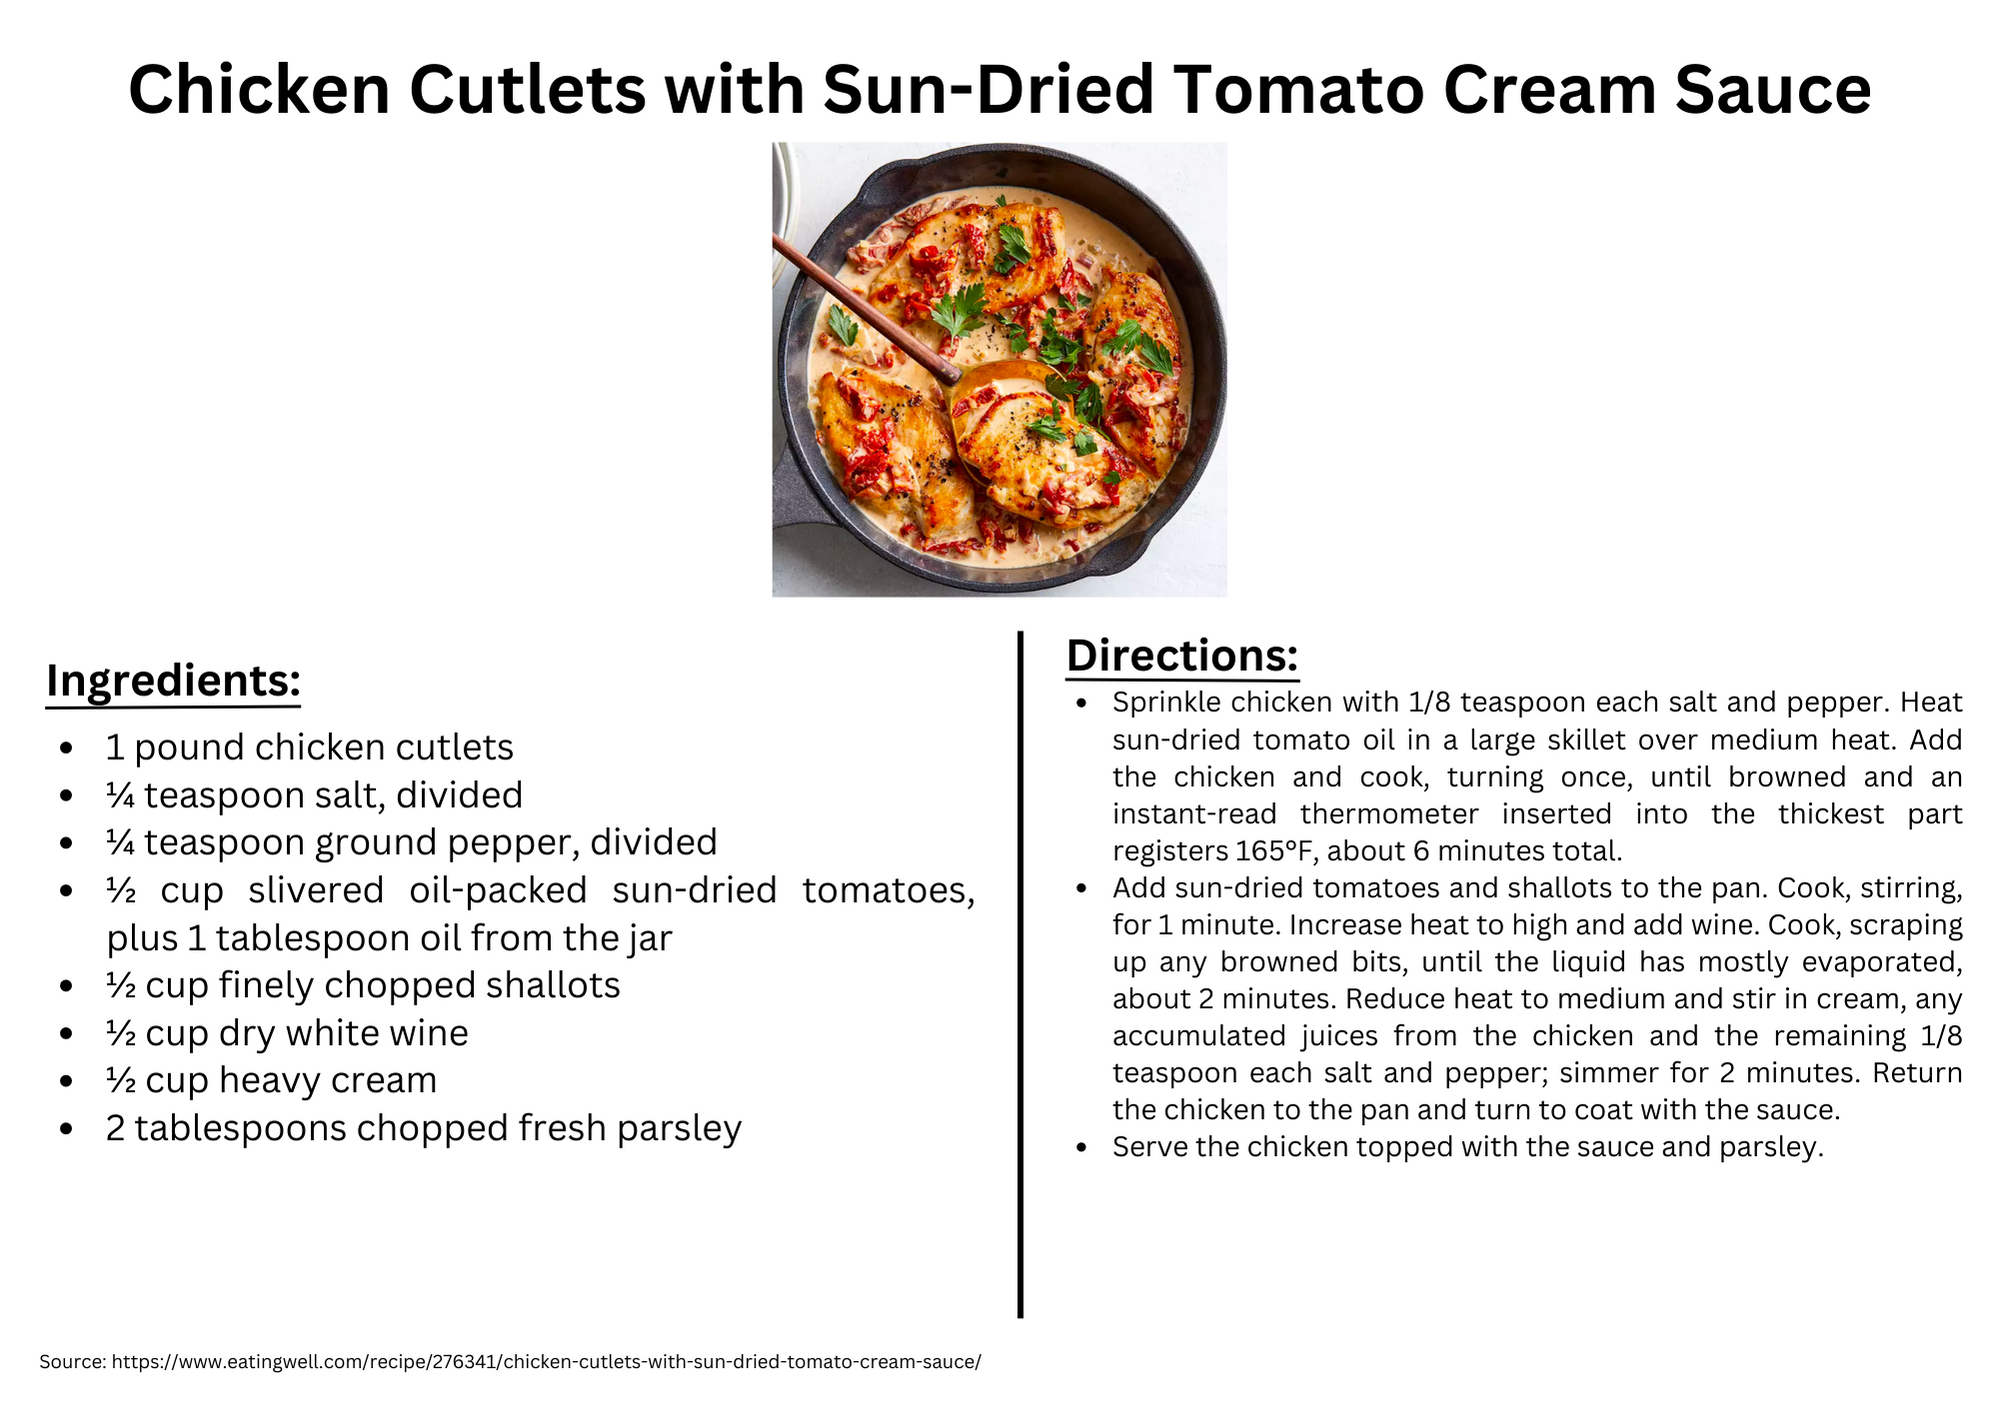 Chicken Cutlets with Sun-Dried Tomato Cream Sauce
Ingredients:
• 1 pound chicken cutlets
• ¼ teaspoon salt, divided
• ¼ teaspoon ground pepper, divided
• ½ cup slivered oil-packed sun-dried tomatoes,
plus 1 tablespoon oil from the jar
• ½ cup finely chopped shallots
• ½ cup dry white wine
• ½ cup heavy cream
• 2 tablespoons chopped fresh parsley
Directions:
• Sprinkle chicken with 1/8 teaspoon each salt and pepper. Heat
sun-dried tomato oil in a large skillet over medium heat. Add
the chicken and cook, turning once, until browned and an
instant-read thermometer inserted into the thickest part
registers 165°F, about 6 minutes total.
• Add sun-dried tomatoes and shallots to the pan. Cook, stirring,
for 1 minute. Increase heat to high and add wine. Cook, scraping
up any browned bits, until the liquid has mostly evaporated,
about 2 minutes. Reduce heat to medium and stir in cream, any
accumulated juices from the chicken and the remaining 1/8
teaspoon each salt and pepper; simmer for 2 minutes. Return
the chicken to the pan and turn to coat with the sauce.
• Serve the chicken topped with the sauce and parsley.
Source: https://www.eatingwell.com/recipe/276341/chicken-cutlets-with-sun-dried-tomato-cream-sauce/